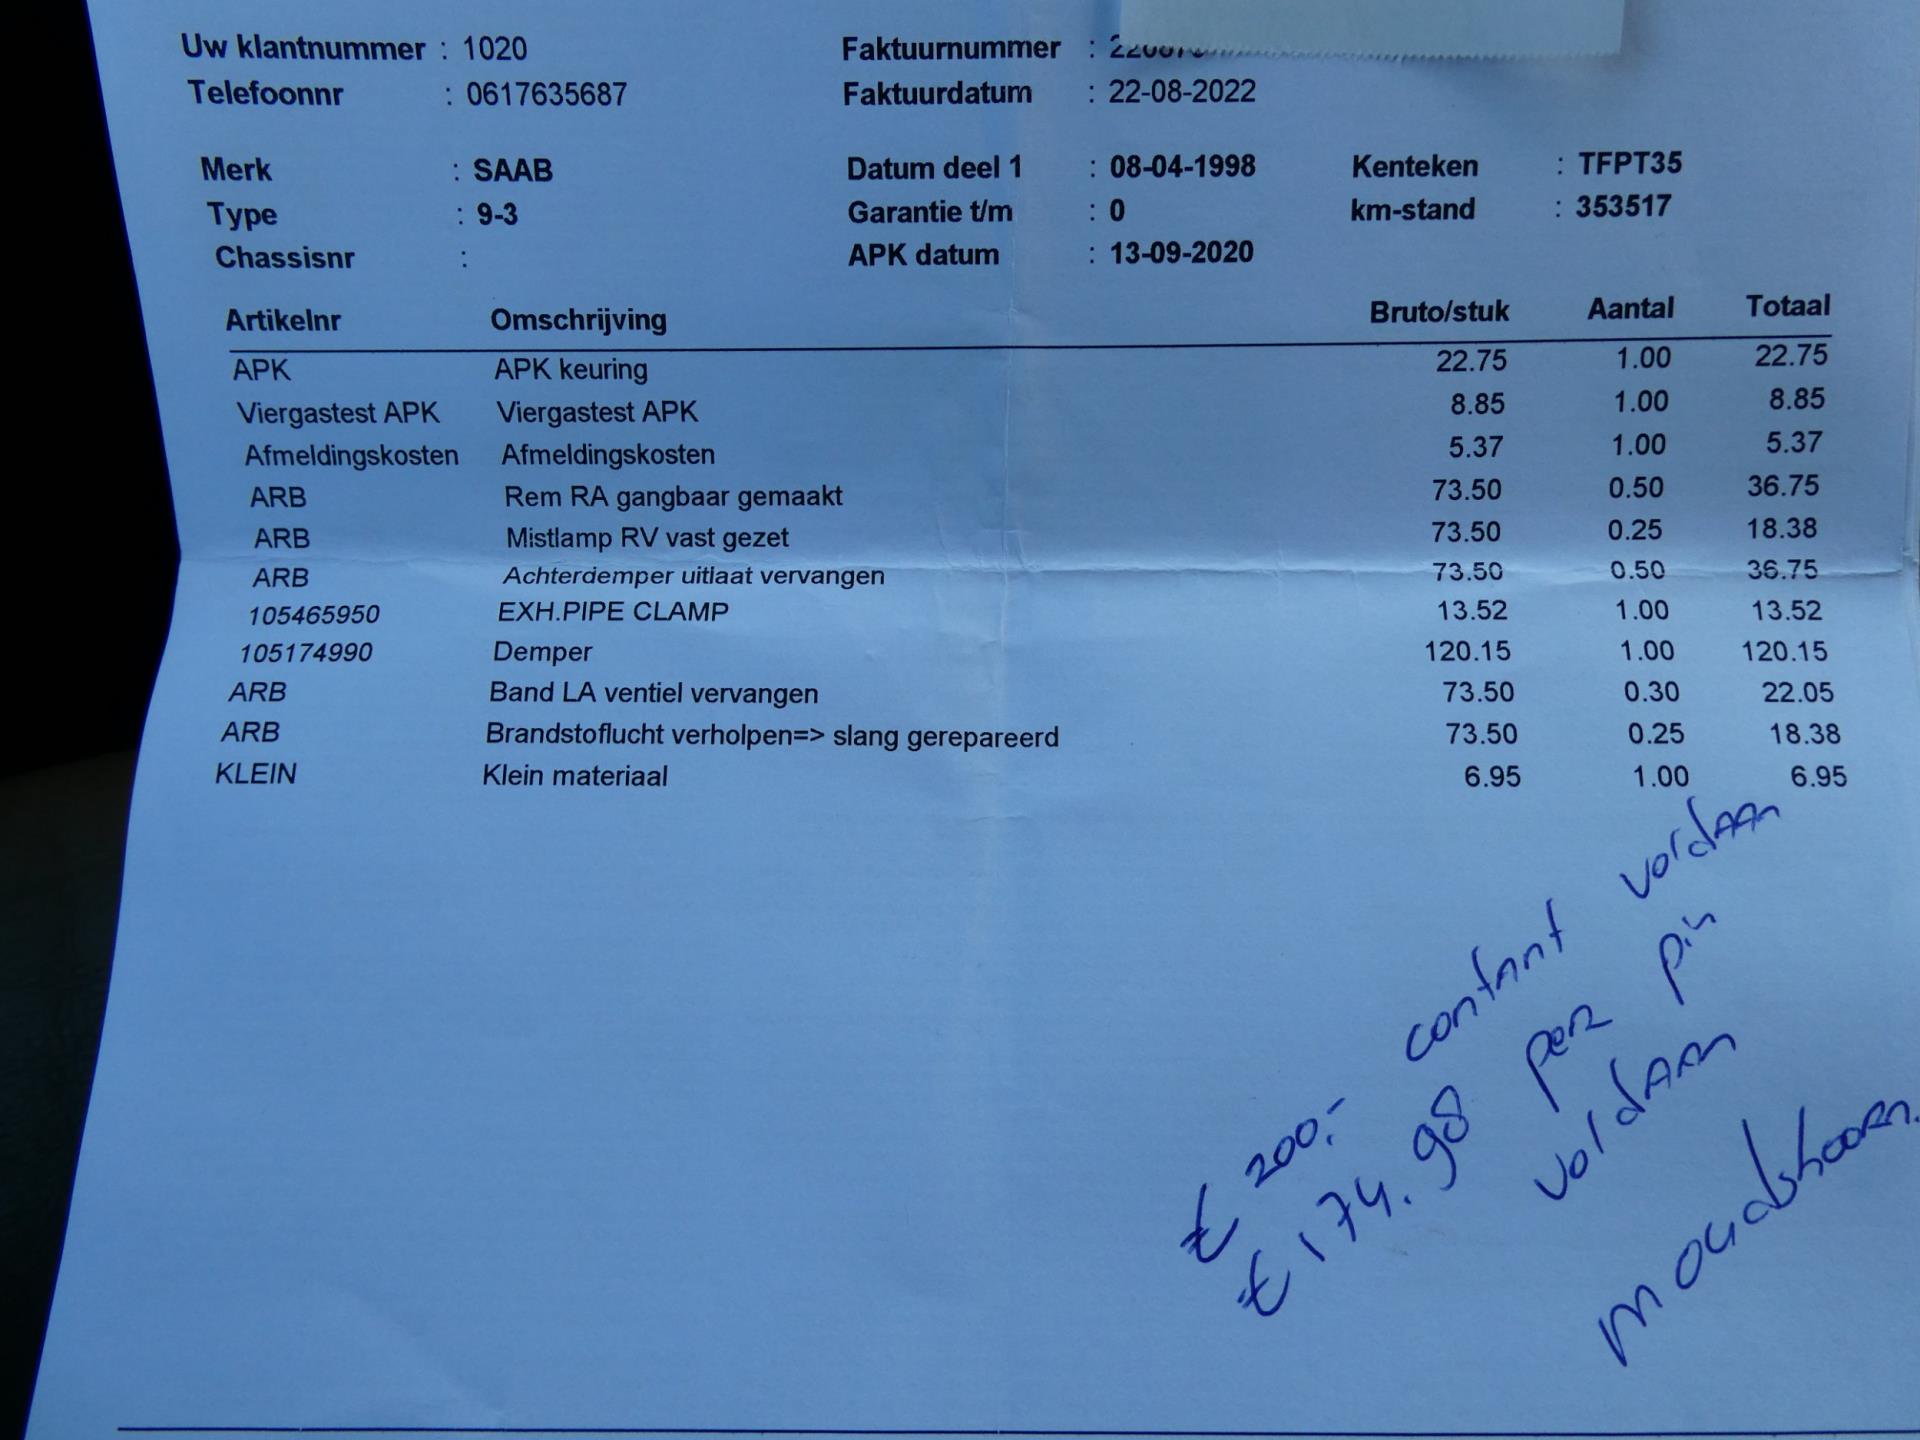 Uw klantnummer : 1020 Faktuurnummer :
Telefoonnr : 0617635687 Faktuurdatum : 22-08-2022
Merk : SAAB Datum deel 1 : 08-04-1998 Kenteken : TFPT35
Type : 9-3 Garantie t/m : 0 km-stand : 353517
Chassisnr : APK datum : 13-09-2020
Artikelnr Omschrijving Bruto/stuk Aantal Totaal
APK APK keuring 22.75 1.00 22.75
Viergastest APK Viergastest APK 8.85 1.00 8.85
Afmeldingskosten Afmeldingskosten 5.37 1.00 5.37
ARB Rem RA gangbaar gemaakt 73.50 0.50 36.75
ARB Mistlamp RV vast gezet 73.50 0.25 18.38
ARB Achterdemper uitlaat vervangen 73.50 0.50 36.75
105465950 EXH.PIPE CLAMP 13.52 1.00 13.52
105174990 Demper 120.15 1.00 120.15
ARB Band LA ventiel vervangen 73.50 0.30 22.05
ARB Brandstoflucht verholpen=> slang gerepareerd 73.50 0.25 18.38
KLEIN Klein materiaal 6.95 1.00 6.95
€ 200,- contant voldaan
€ 174.98 per pin
voldaan